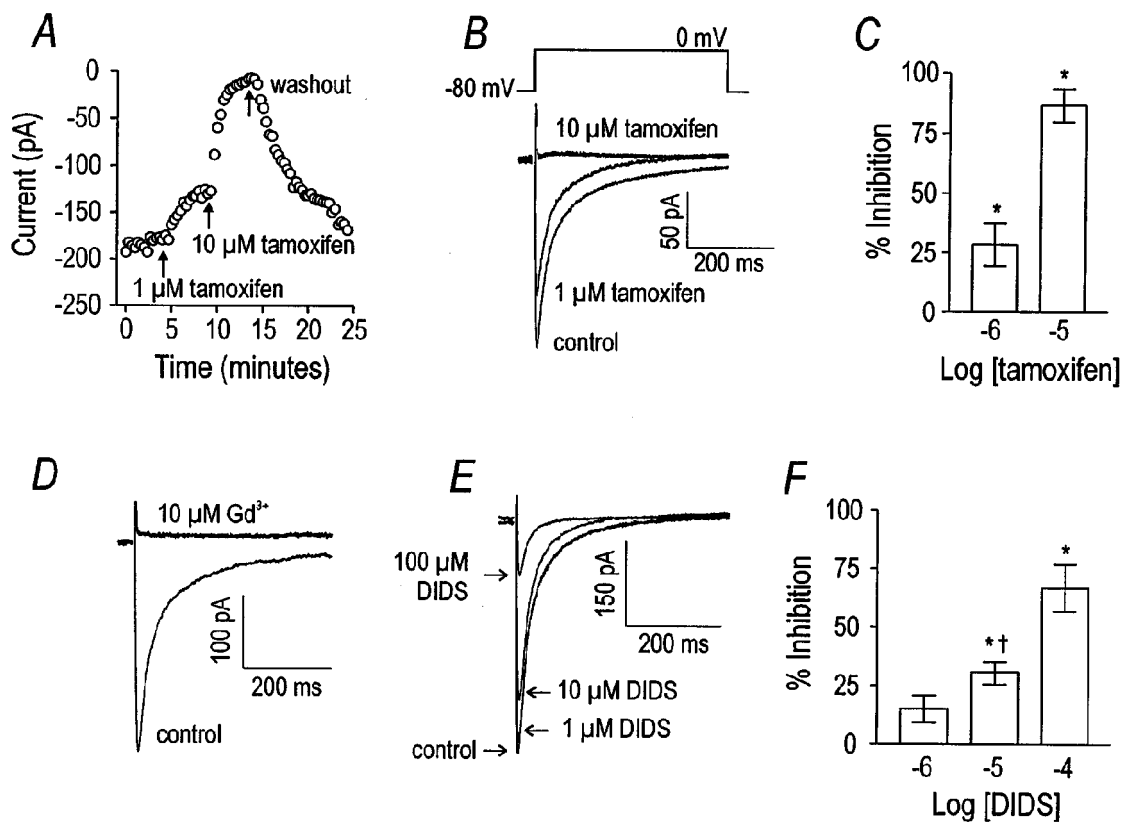 A
0
-50
-100
-150
-200
-250
Current (pA)
washout
10 µM tamoxifen
1 µM tamoxifen
0 5 10 15 20 25
Time (minutes)
B
0 mV
-80 mV
10 µM tamoxifen
50 pA
200 ms
1 µM tamoxifen
control
C
100
75
50
25
0
% Inhibition
*
*
-6 -5
Log [tamoxifen]
D
10 µM Gd³⁺
100 pA
200 ms
control
E
100 µM
DIDS
150 pA
200 ms
10 µM DIDS
1 µM DIDS
control
F
100
75
50
25
0
% Inhibition
*†
*
-6 -5 -4
Log [DIDS]